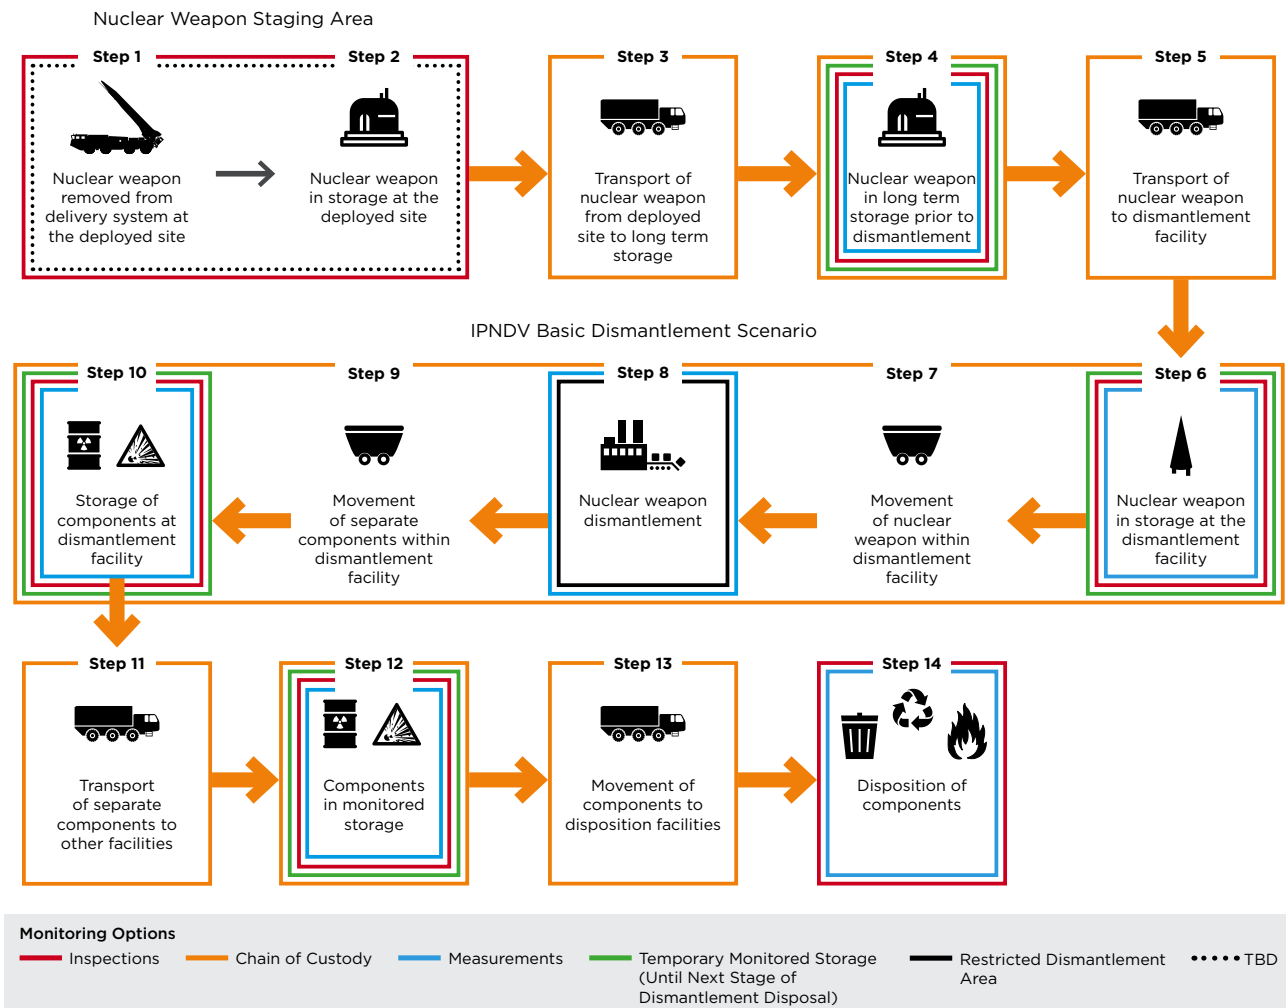 Nuclear Weapon Staging Area
Step 1
Nuclear weapon
removed from
delivery system at
the deployed site
Step 2
Nuclear weapon
in storage at the
deployed site
Step 3
Transport of
nuclear weapon
from deployed
site to long term
storage
Step 4
Nuclear weapon
in long term
storage prior to
dismantlement
Step 5
Transport of
nuclear weapon
to dismantlement
facility
IPNDV Basic Dismantlement Scenario
Step 10
Storage of
components at
dismantlement
facility
Step 9
Movement
of separate
components within
dismantlement
facility
Step 8
Nuclear weapon
dismantlement
Step 7
Movement
of nuclear
weapon within
dismantlement
facility
Step 6
Nuclear weapon
in storage at the
dismantlement
facility
Step 11
Transport
of separate
components to
other facilities
Step 12
Components
in monitored
storage
Step 13
Movement of
components to
disposition facilities
Step 14
Disposition of
components
Monitoring Options
Inspections
Chain of Custody
Measurements
Temporary Monitored Storage
(Until Next Stage of
Dismantlement Disposal)
Restricted Dismantlement
Area
TBD